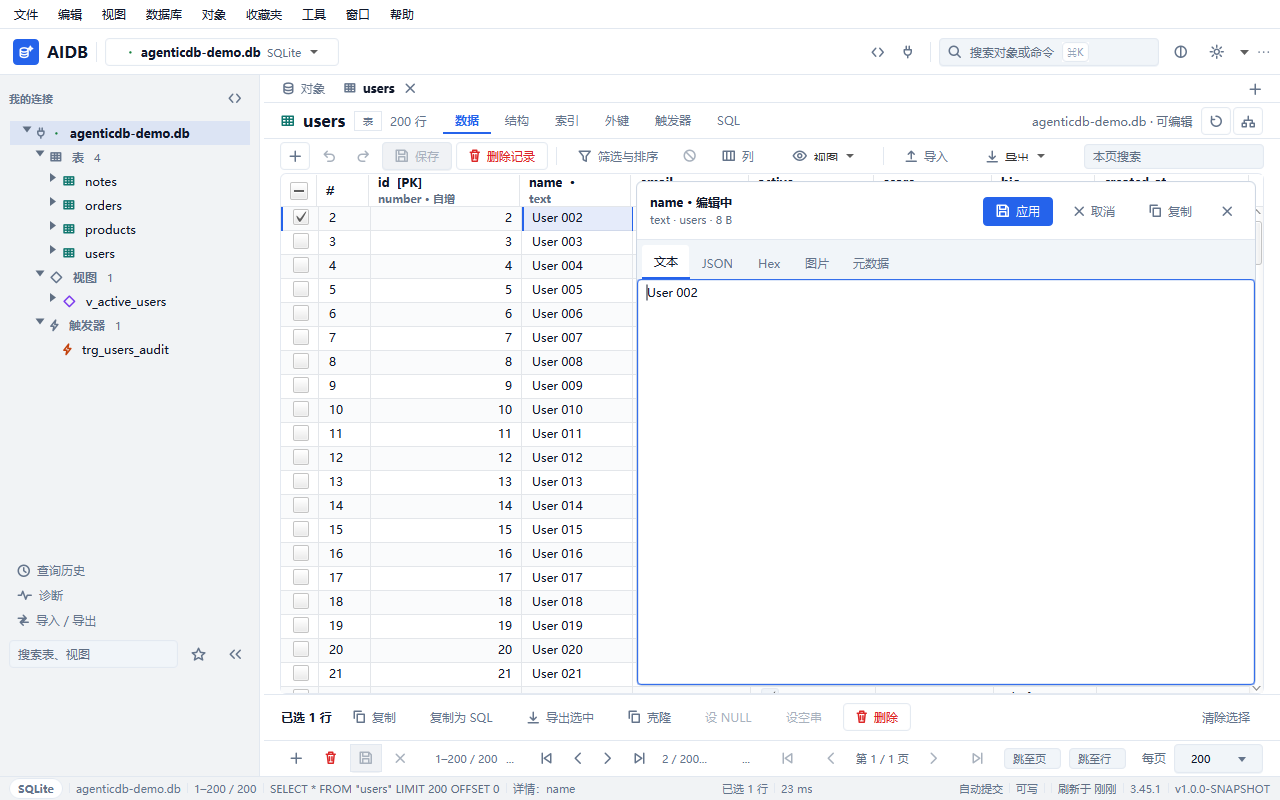 文件 编辑 视图 数据库 对象 收藏夹 工具 窗口 帮助
AIDB · agenticdb-demo.db SQLite 搜索对象或命令 ⌘K
我的连接
· agenticdb-demo.db
表 4
notes
orders
products
users
视图 1
v_active_users
触发器 1
trg_users_audit
查询历史
诊断
导入 / 导出
搜索表、视图
对象 users
users 表 200 行 数据 结构 索引 外键 触发器 SQL agenticdb-demo.db · 可编辑
保存 删除记录 筛选与排序 列 视图 导入 导出 本页搜索
# id [PK] name •
number • 自增 text
2 2 User 002
3 3 User 003
4 4 User 004
5 5 User 005
6 6 User 006
7 7 User 007
8 8 User 008
9 9 User 009
10 10 User 010
11 11 User 011
12 12 User 012
13 13 User 013
14 14 User 014
15 15 User 015
16 16 User 016
17 17 User 017
18 18 User 018
19 19 User 019
20 20 User 020
21 21 User 021
name • 编辑中
text · users · 8 B
应用 取消 复制
文本 JSON Hex 图片 元数据
User 002
已选 1 行 复制 复制为 SQL 导出选中 克隆 设 NULL 设空串 删除 清除选择
1–200 / 200 ... 2 / 200... ... 第 1 / 1 页 跳至页 跳至行 每页 200
SQLite agenticdb-demo.db 1–200 / 200 SELECT * FROM "users" LIMIT 200 OFFSET 0 详情: name 已选 1 行 23 ms 自动提交 可写 刷新于 刚刚 3.45.1 v1.0.0-SNAPSHOT